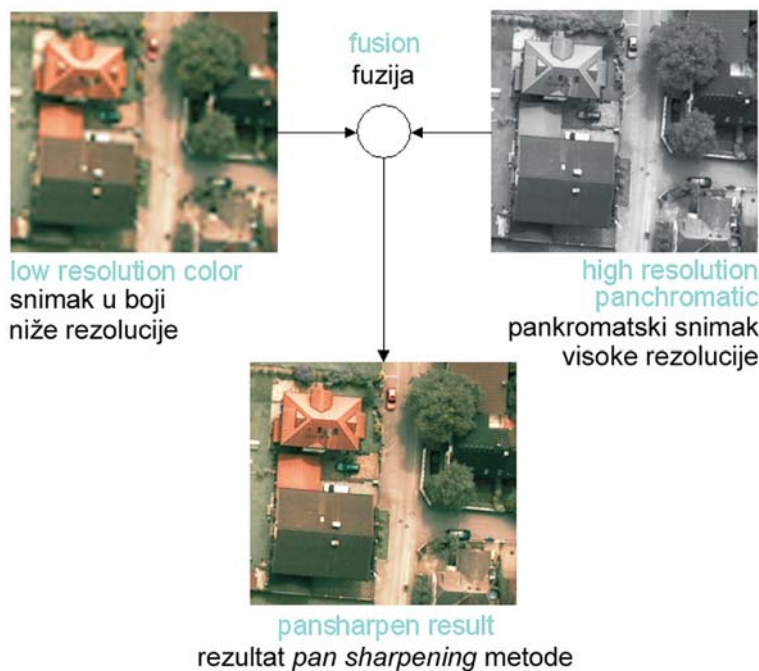 fusion
fuzija
low resolution color
snimak u boji
niže rezolucije
high resolution
panchromatic
pankromatski snimak
visoke rezolucije
pansharpen result
rezultat pan sharpening metode